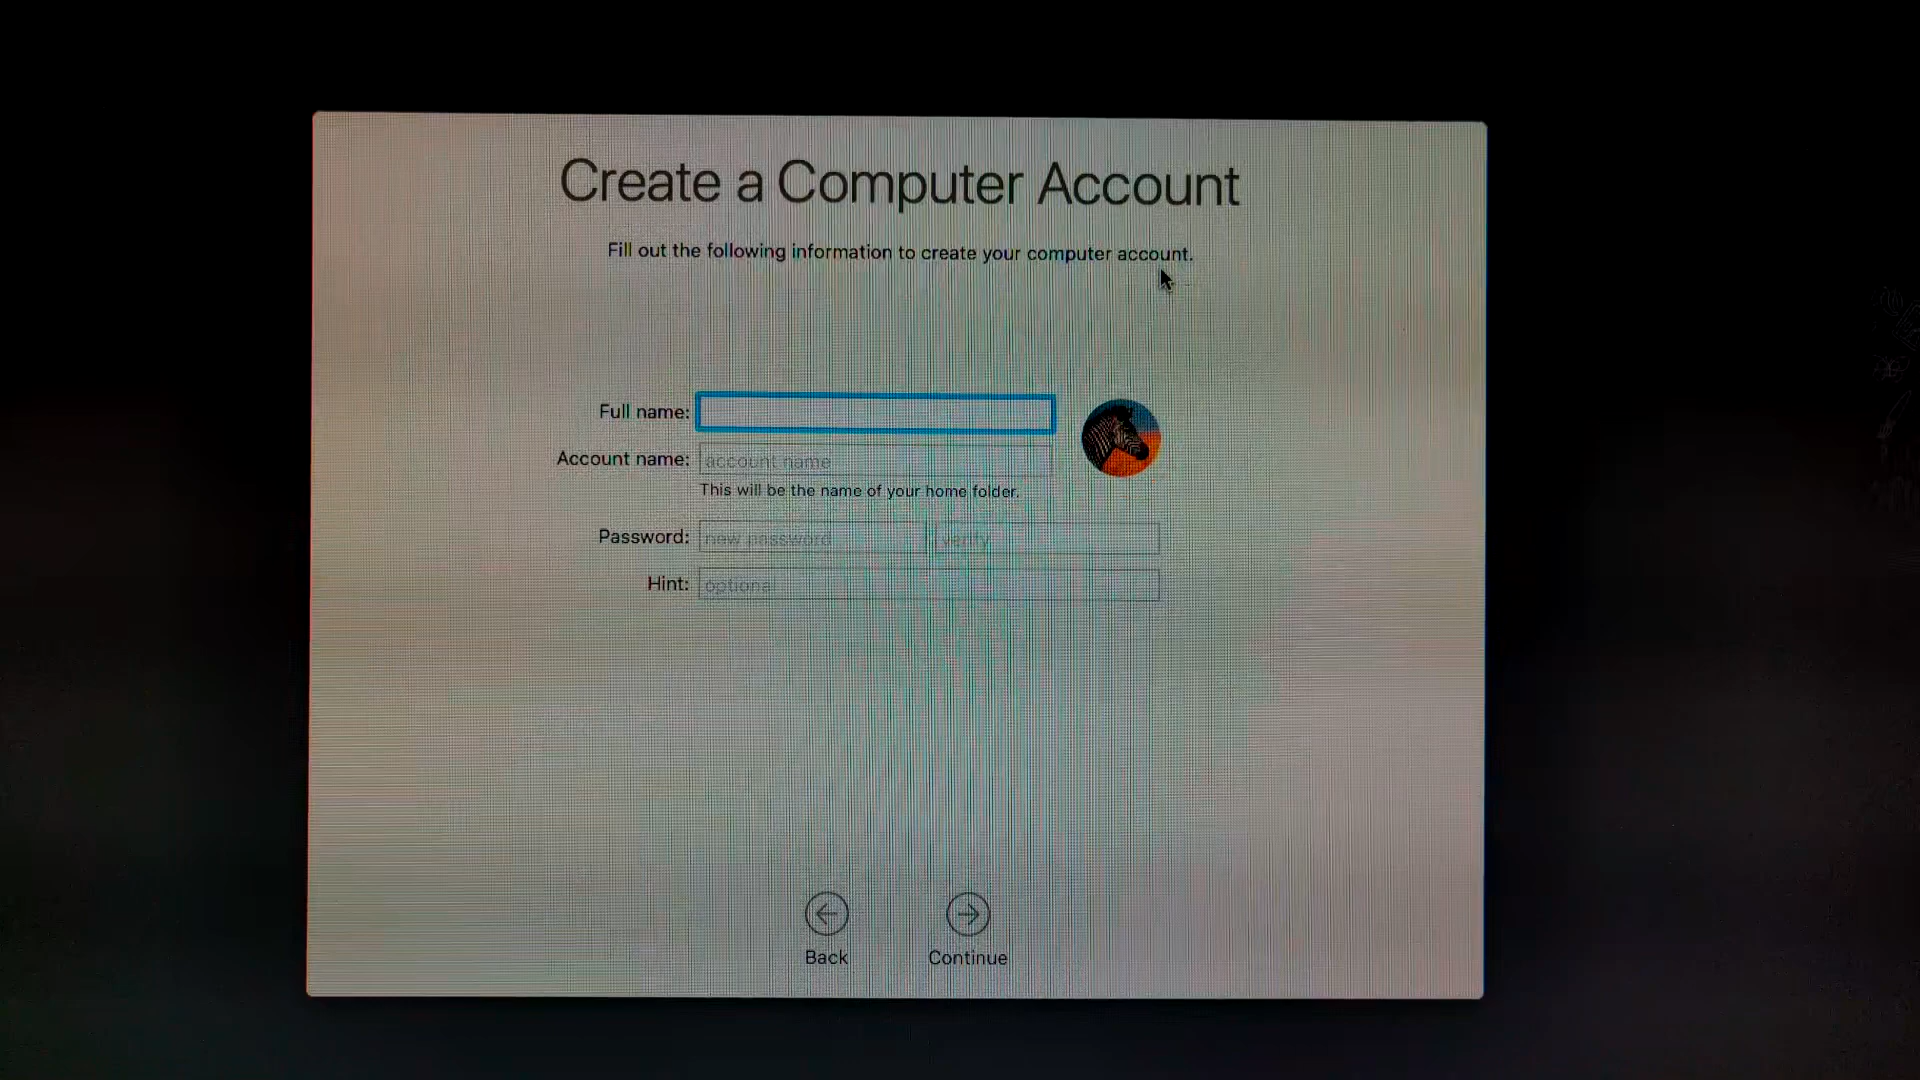 Create a Computer Account
Fill out the following information to create your computer account.
Full name:
Account name: account name
This will be the name of your home folder.
Password: new password verify
Hint: optional
Back Continue